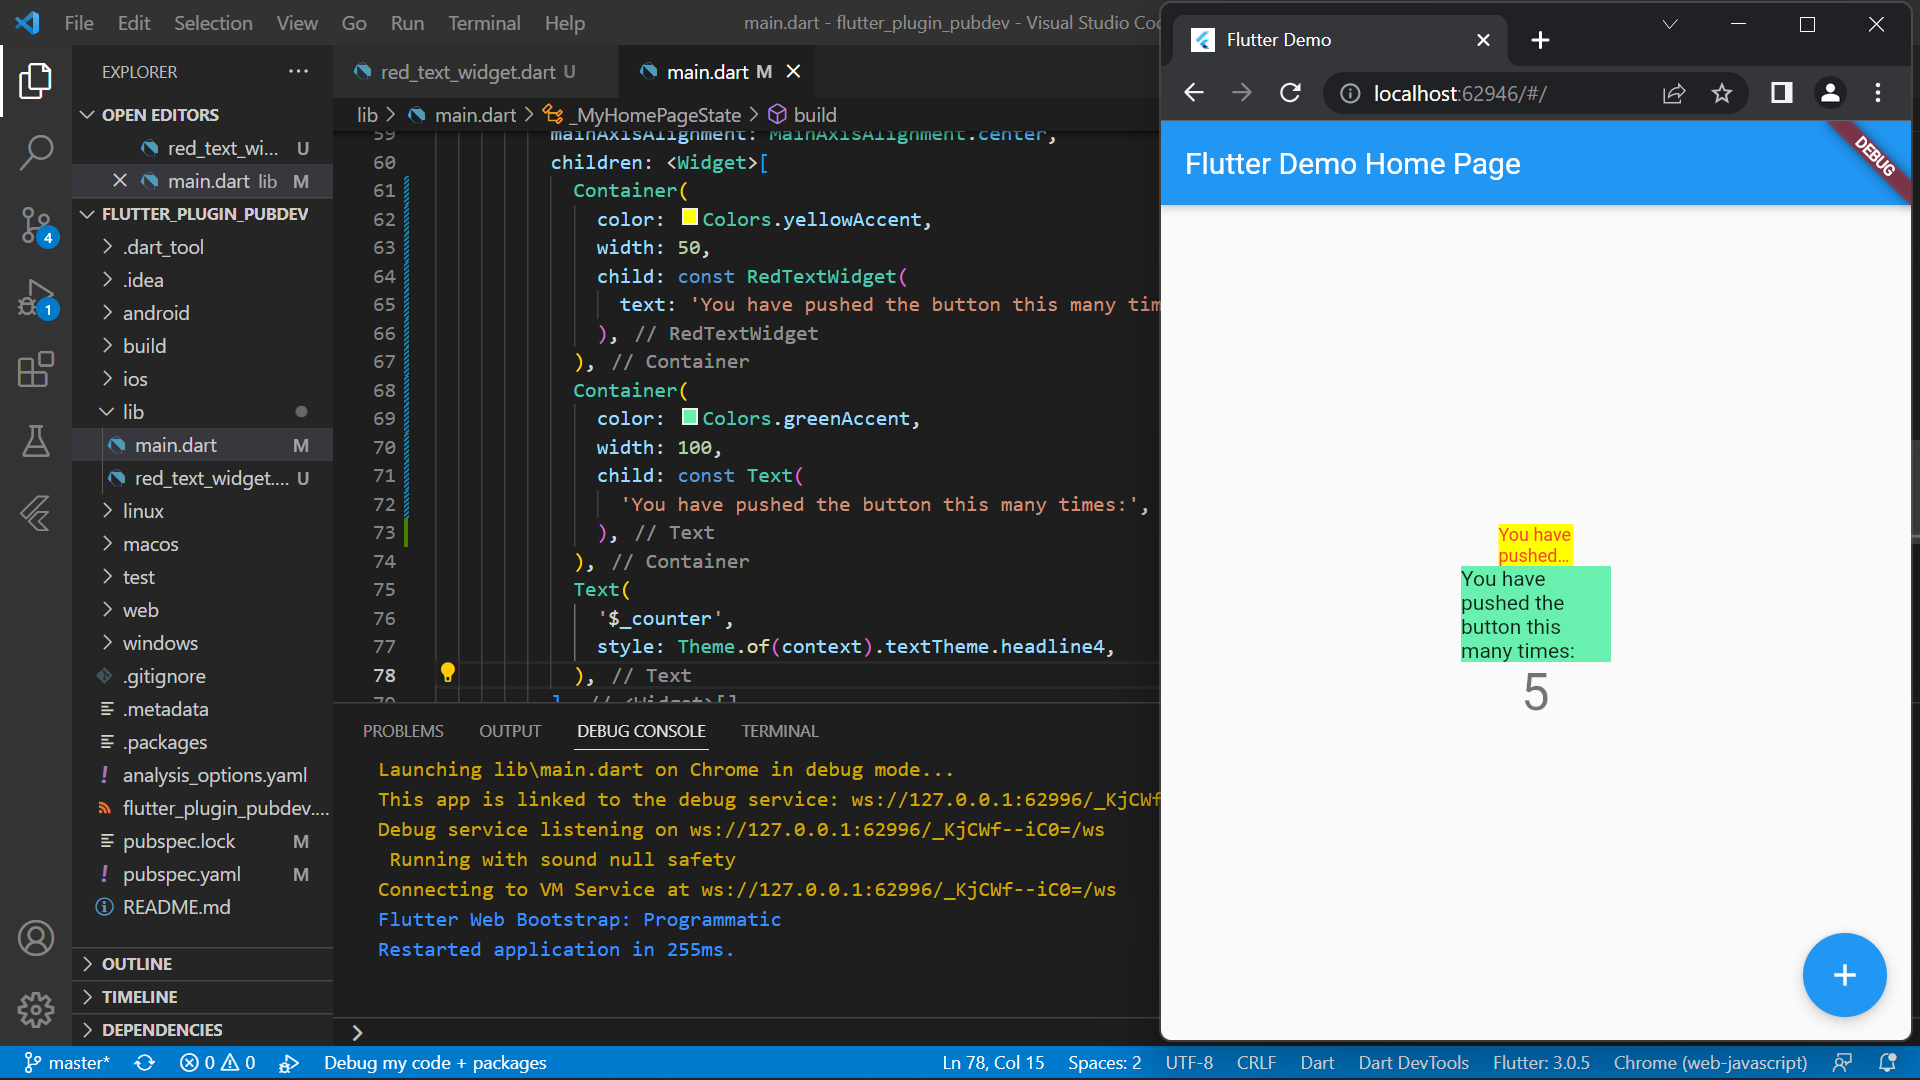 File Edit Selection View Go Run Terminal Help
main.dart - flutter_plugin_pubdev - Visual Studio Co
EXPLORER
OPEN EDITORS
red_text_wi... U
main.dart lib M
FLUTTER_PLUGIN_PUBDEV
.dart_tool
.idea
android
build
ios
lib
main.dart M
red_text_widget.... U
linux
macos
test
web
windows
.gitignore
.metadata
.packages
analysis_options.yaml
flutter_plugin_pubdev....
pubspec.lock M
pubspec.yaml M
README.md
OUTLINE
TIMELINE
DEPENDENCIES
4
1
red_text_widget.dart U
main.dart M
lib > main.dart > _MyHomePageState > build
59 mainAxisAlignment: MainAxisAlignment.center,
60 children: <Widget>[
61 Container(
62 color: Colors.yellowAccent,
63 width: 50,
64 child: const RedTextWidget(
65 text: 'You have pushed the button this many tim
66 ), // RedTextWidget
67 ), // Container
68 Container(
69 color: Colors.greenAccent,
70 width: 100,
71 child: const Text(
72 'You have pushed the button this many times:',
73 ), // Text
74 ), // Container
75 Text(
76 '$_counter',
77 style: Theme.of(context).textTheme.headline4,
78 ), // Text
79 ], // <Widget>[]
PROBLEMS OUTPUT DEBUG CONSOLE TERMINAL
Launching lib\main.dart on Chrome in debug mode...
This app is linked to the debug service: ws://127.0.0.1:62996/_KjCWf
Debug service listening on ws://127.0.0.1:62996/_KjCWf--iC0=/ws
Running with sound null safety
Connecting to VM Service at ws://127.0.0.1:62996/_KjCWf--iC0=/ws
Flutter Web Bootstrap: Programmatic
Restarted application in 255ms.
Flutter Demo
localhost:62946/#/
Flutter Demo Home Page
DEBUG
You have
pushed...
You have
pushed the
button this
many times:
5
master* 0 0 Debug my code + packages Ln 78, Col 15 Spaces: 2 UTF-8 CRLF Dart Dart DevTools Flutter: 3.0.5 Chrome (web-javascript)